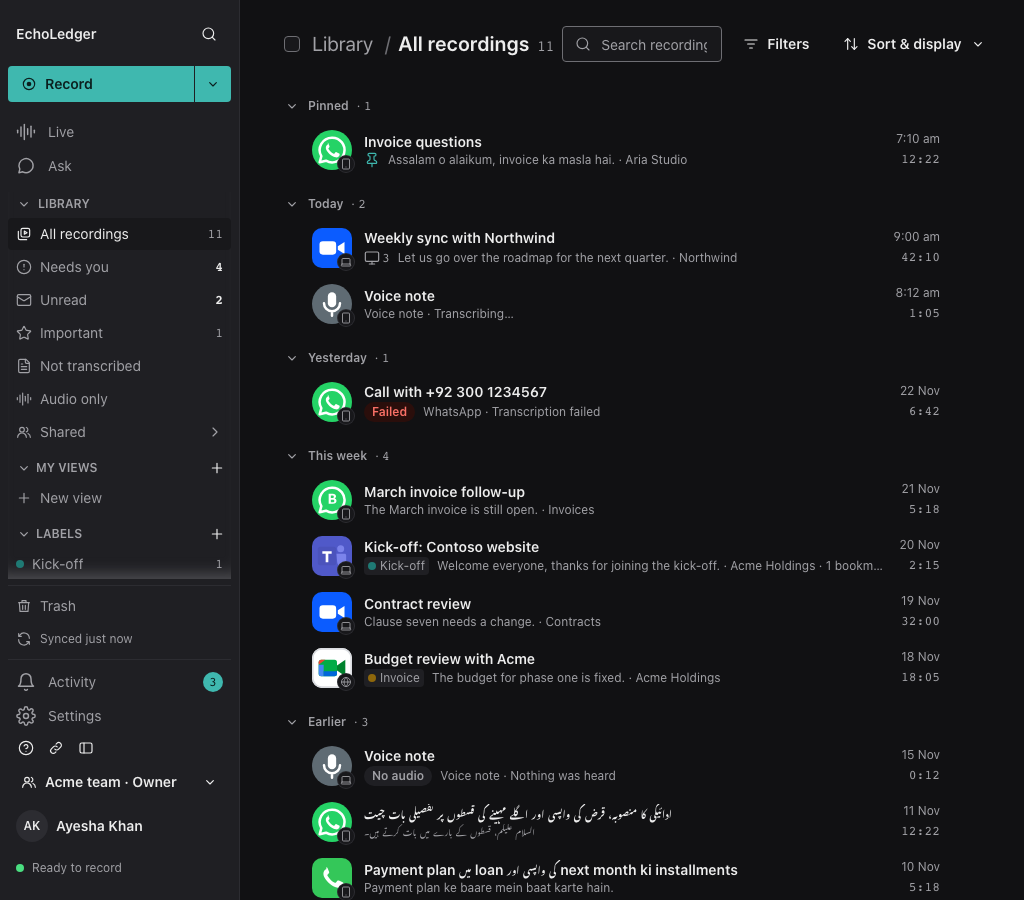 EchoLedger
Record
Live
Ask
LIBRARY
All recordings 11
Needs you 4
Unread 2
Important 1
Not transcribed
Audio only
Shared
MY VIEWS
New view
LABELS
Kick-off 1
Trash
Synced just now
Activity 3
Settings
Acme team · Owner
AK Ayesha Khan
Ready to record
Library / All recordings 11
Search recording
Filters
Sort & display
Pinned · 1
Invoice questions 7:10 am
Assalam o alaikum, invoice ka masla hai. · Aria Studio 12:22
Today · 2
Weekly sync with Northwind 9:00 am
3 Let us go over the roadmap for the next quarter. · Northwind 42:10
Voice note 8:12 am
Voice note · Transcribing… 1:05
Yesterday · 1
Call with +92 300 1234567 22 Nov
Failed WhatsApp · Transcription failed 6:42
This week · 4
March invoice follow-up 21 Nov
The March invoice is still open. · Invoices 5:18
Kick-off: Contoso website 20 Nov
Kick-off Welcome everyone, thanks for joining the kick-off. · Acme Holdings · 1 bookm… 2:15
Contract review 19 Nov
Clause seven needs a change. · Contracts 32:00
Budget review with Acme 18 Nov
Invoice The budget for phase one is fixed. · Acme Holdings 18:05
Earlier · 3
Voice note 15 Nov
No audio Voice note · Nothing was heard 0:12
ادائیگی کا منصوبہ، قرض کی واپسی اور اگلے مہینے کی قسطوں پر تفصیلی بات چیت 11 Nov
السلام علیکم، قسطوں کے بارے میں بات کرتے ہیں۔ 12:22
Payment plan میں loan کی واپسی اور next month ki installments 10 Nov
Payment plan ke baare mein baat karte hain. 5:18